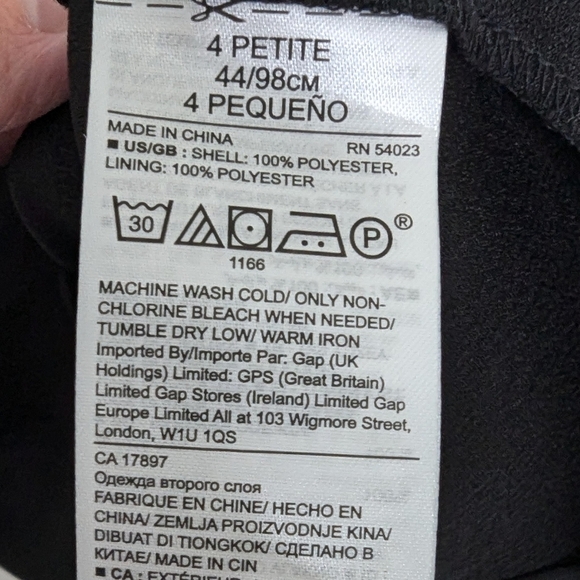 4 PETITE
44/98CM
4 PEQUEÑO
MADE IN CHINA RN 54023
■ US/GB : SHELL: 100% POLYESTER,
LINING: 100% POLYESTER
30 P ®
1166
MACHINE WASH COLD/ ONLY NON-
CHLORINE BLEACH WHEN NEEDED/
TUMBLE DRY LOW/ WARM IRON
Imported By/Importe Par: Gap (UK
Holdings) Limited: GPS (Great Britain)
Limited Gap Stores (Ireland) Limited Gap
Europe Limited All at 103 Wigmore Street,
London, W1U 1QS
CA 17897
Одежда второго слоя
FABRIQUE EN CHINE/ HECHO EN
CHINA/ ZEMLJA PROIZVODNJE KINA/
DIBUAT DI TIONGKOK/ СДЕЛАНО В
КИТАЕ/ MADE IN CIN
■ CA : EXTÉRIEUR